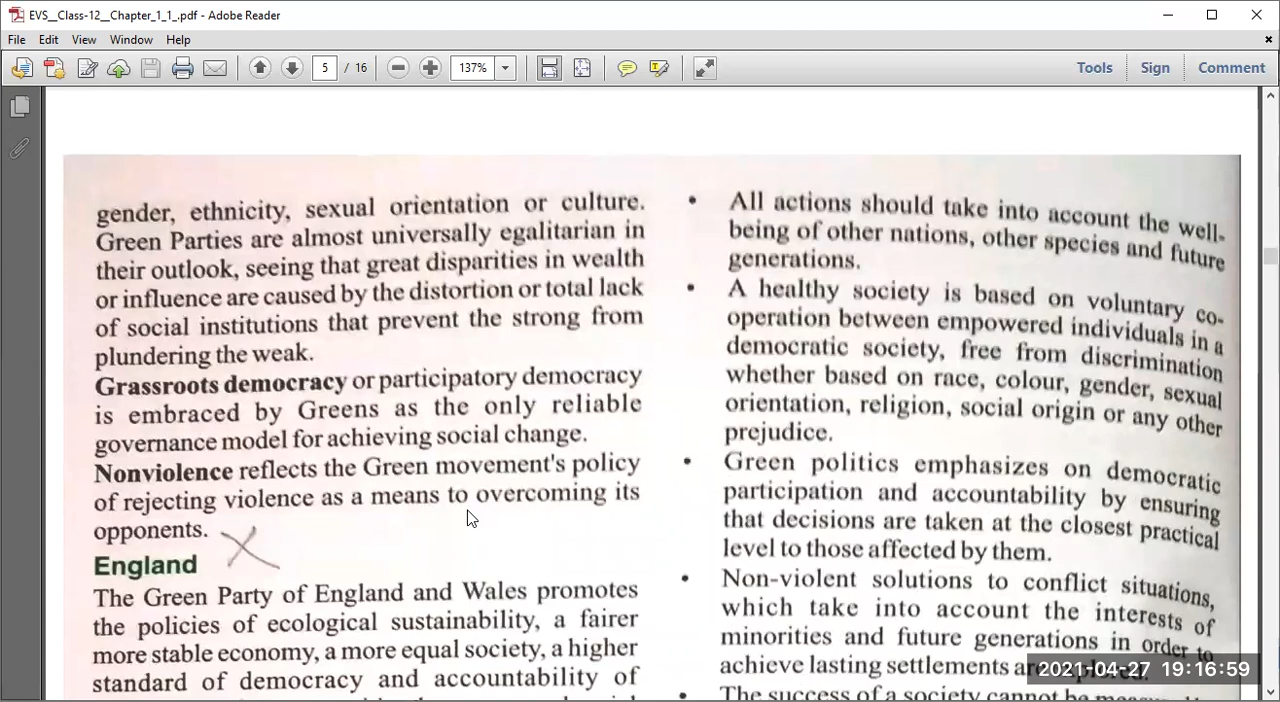 EVS__Class-12__Chapter_1_1_.pdf - Adobe Reader
File Edit View Window Help
5 / 16 137% Tools Sign Comment
gender, ethnicity, sexual orientation or culture.
Green Parties are almost universally egalitarian in
their outlook, seeing that great disparities in wealth
or influence are caused by the distortion or total lack
of social institutions that prevent the strong from
plundering the weak.
Grassroots democracy or participatory democracy
is embraced by Greens as the only reliable
governance model for achieving social change.
Nonviolence reflects the Green movement's policy
of rejecting violence as a means to overcoming its
opponents.
England
The Green Party of England and Wales promotes
the policies of ecological sustainability, a fairer
more stable economy, a more equal society, a higher
standard of democracy and accountability of
• All actions should take into account the well-
being of other nations, other species and future
generations.
• A healthy society is based on voluntary co-
operation between empowered individuals in a
democratic society, free from discrimination
whether based on race, colour, gender, sexual
orientation, religion, social origin or any other
prejudice.
• Green politics emphasizes on democratic
participation and accountability by ensuring
that decisions are taken at the closest practical
level to those affected by them.
• Non-violent solutions to conflict situations,
which take into account the interests of
minorities and future generations in order to
achieve lasting settlements
• The success of a society cannot be
2021-04-27 19:16:59